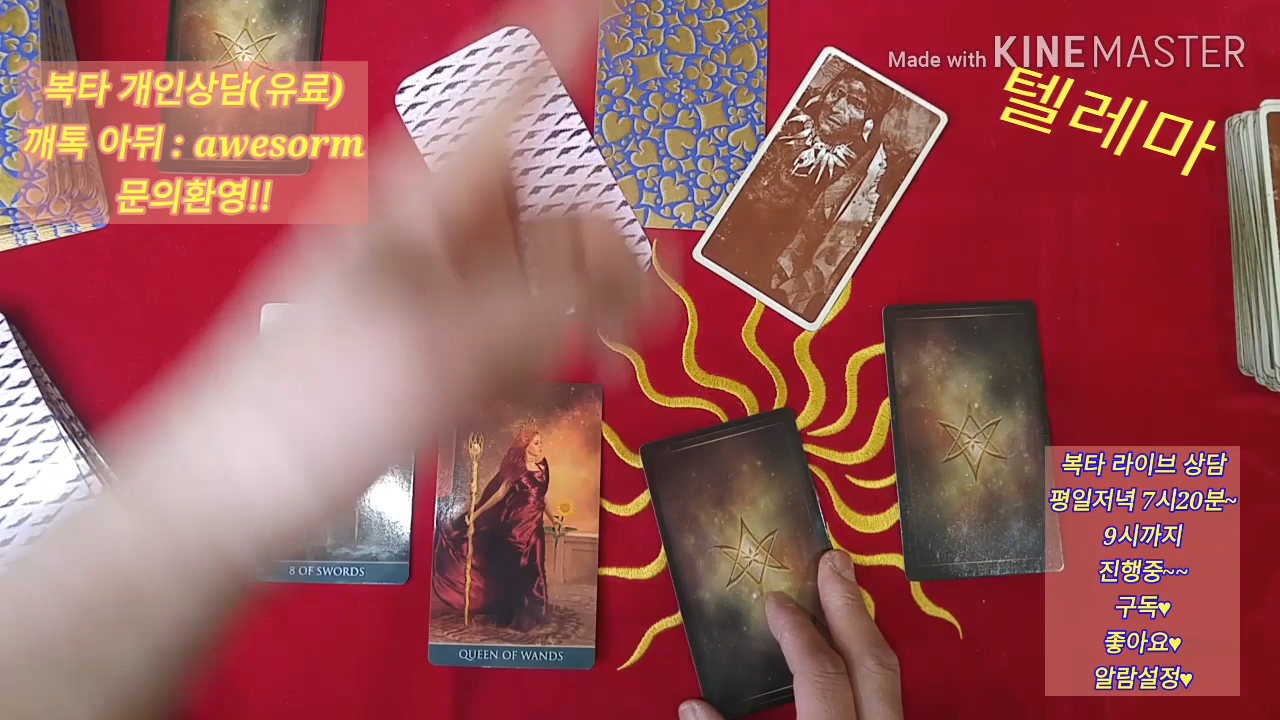 복타 개인상담(유료)
깨톡 아뒤 : awesorm
문의환영!!
Made with KINEMASTER
텔레마
8 OF SWORDS
QUEEN OF WANDS
복타 라이브 상담
평일저녁 7시20분~
9시까지
진행중~~
구독♥
좋아요♥
알람설정♥